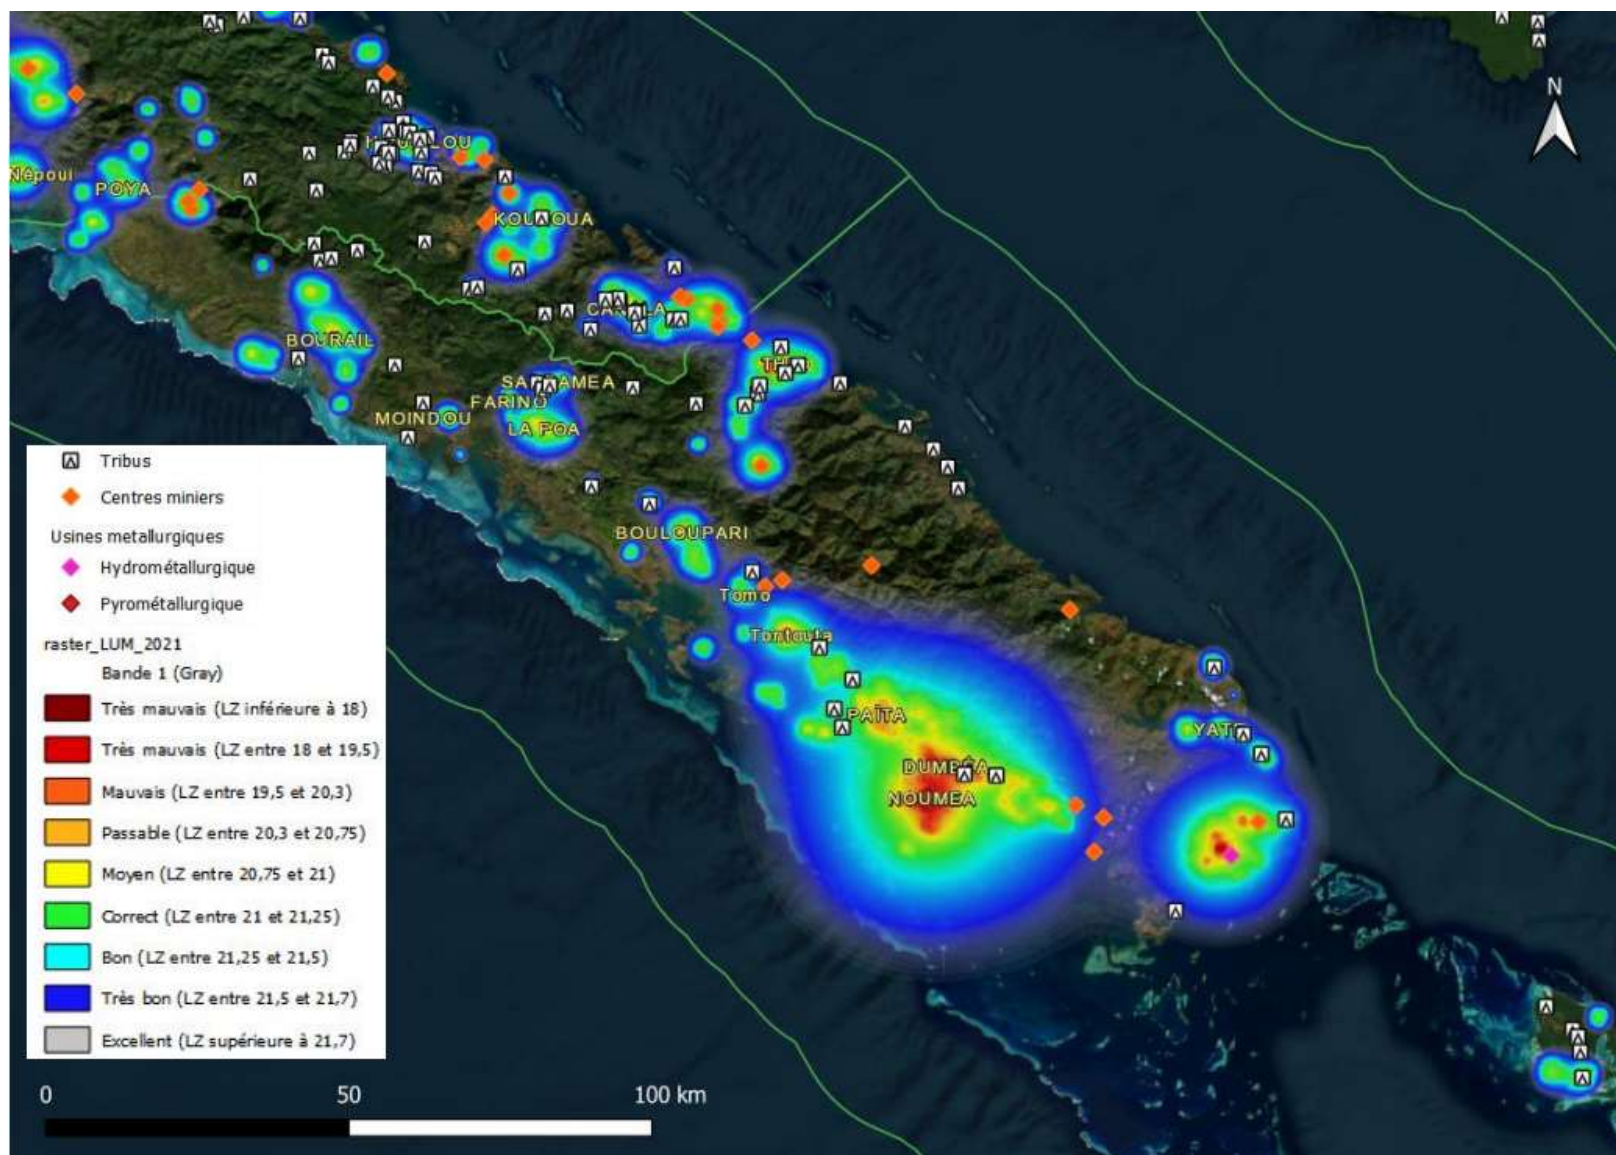 N
Népoui
POYA
BOURAIL
SARRAMEA
FARINO
MOINDOU
LA FOA
BOULOUPARI
Tomo
Tontouta
PAÏTA
DUMBÉA
NOUMEA
Tribus
Centres miniers
Usines metallurgiques
Hydrométallurgique
Pyrométallurgique
raster_LUM_2021
Bande 1 (Gray)
Très mauvais (LZ inférieure à 18)
Très mauvais (LZ entre 18 et 19,5)
Mauvais (LZ entre 19,5 et 20,3)
Passable (LZ entre 20,3 et 20,75)
Moyen (LZ entre 20,75 et 21)
Correct (LZ entre 21 et 21,25)
Bon (LZ entre 21,25 et 21,5)
Très bon (LZ entre 21,5 et 21,7)
Excellent (LZ supérieure à 21,7)
0 50 100 km